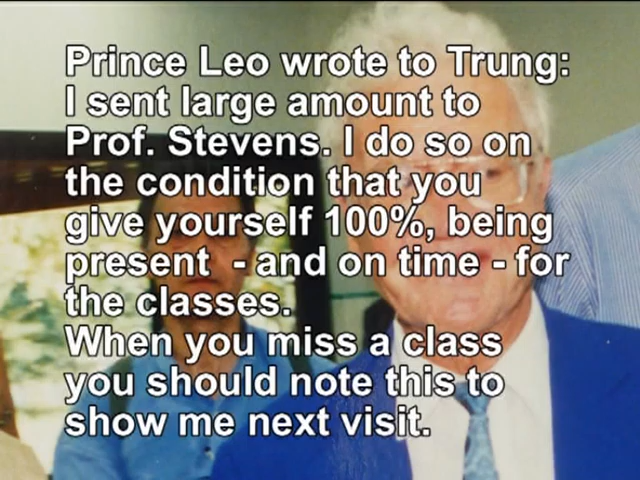 Prince Leo wrote to Trung:
I sent large amount to
Prof. Stevens. I do so on
the condition that you
give yourself 100%, being
present - and on time - for
the classes.
When you miss a class
you should note this to
show me next visit.